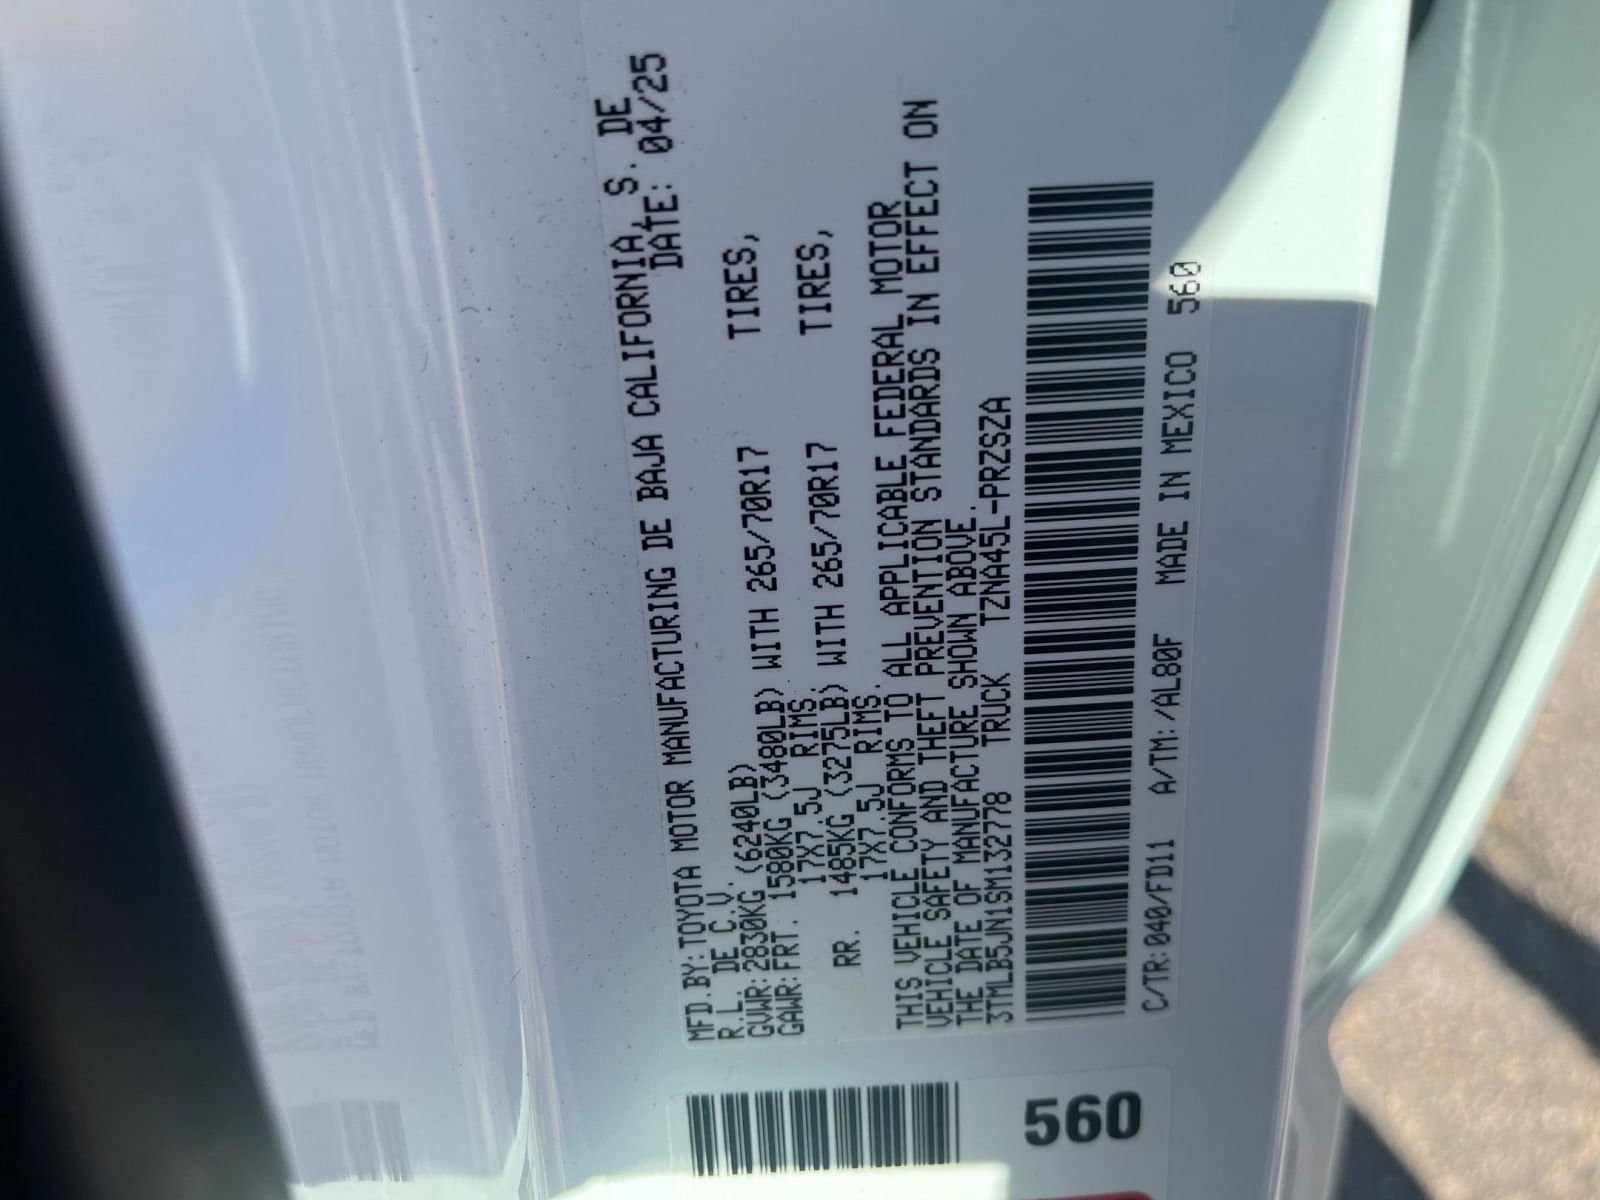 MFD.BY:TOYOTA MOTOR MANUFACTURING DE BAJA CALIFORNIA, S. DE
R.L. DE C.V. DATE: 04/25
GVWR:2830KG (6240LB)
GAWR:FRT. 1580KG (3480LB) WITH 265/70R17 TIRES,
17X7.5J RIMS.
RR. 1485KG (3275LB) WITH 265/70R17 TIRES,
17X7.5J RIMS.
THIS VEHICLE CONFORMS TO ALL APPLICABLE FEDERAL MOTOR
VEHICLE SAFETY AND THEFT PREVENTION STANDARDS IN EFFECT ON
THE DATE OF MANUFACTURE SHOWN ABOVE.
3TMLB5JN1SM132778 TRUCK TZNA45L-PRZSZA
C/TR:040/FD11 A/TM: /AL80F MADE IN MEXICO 560
560